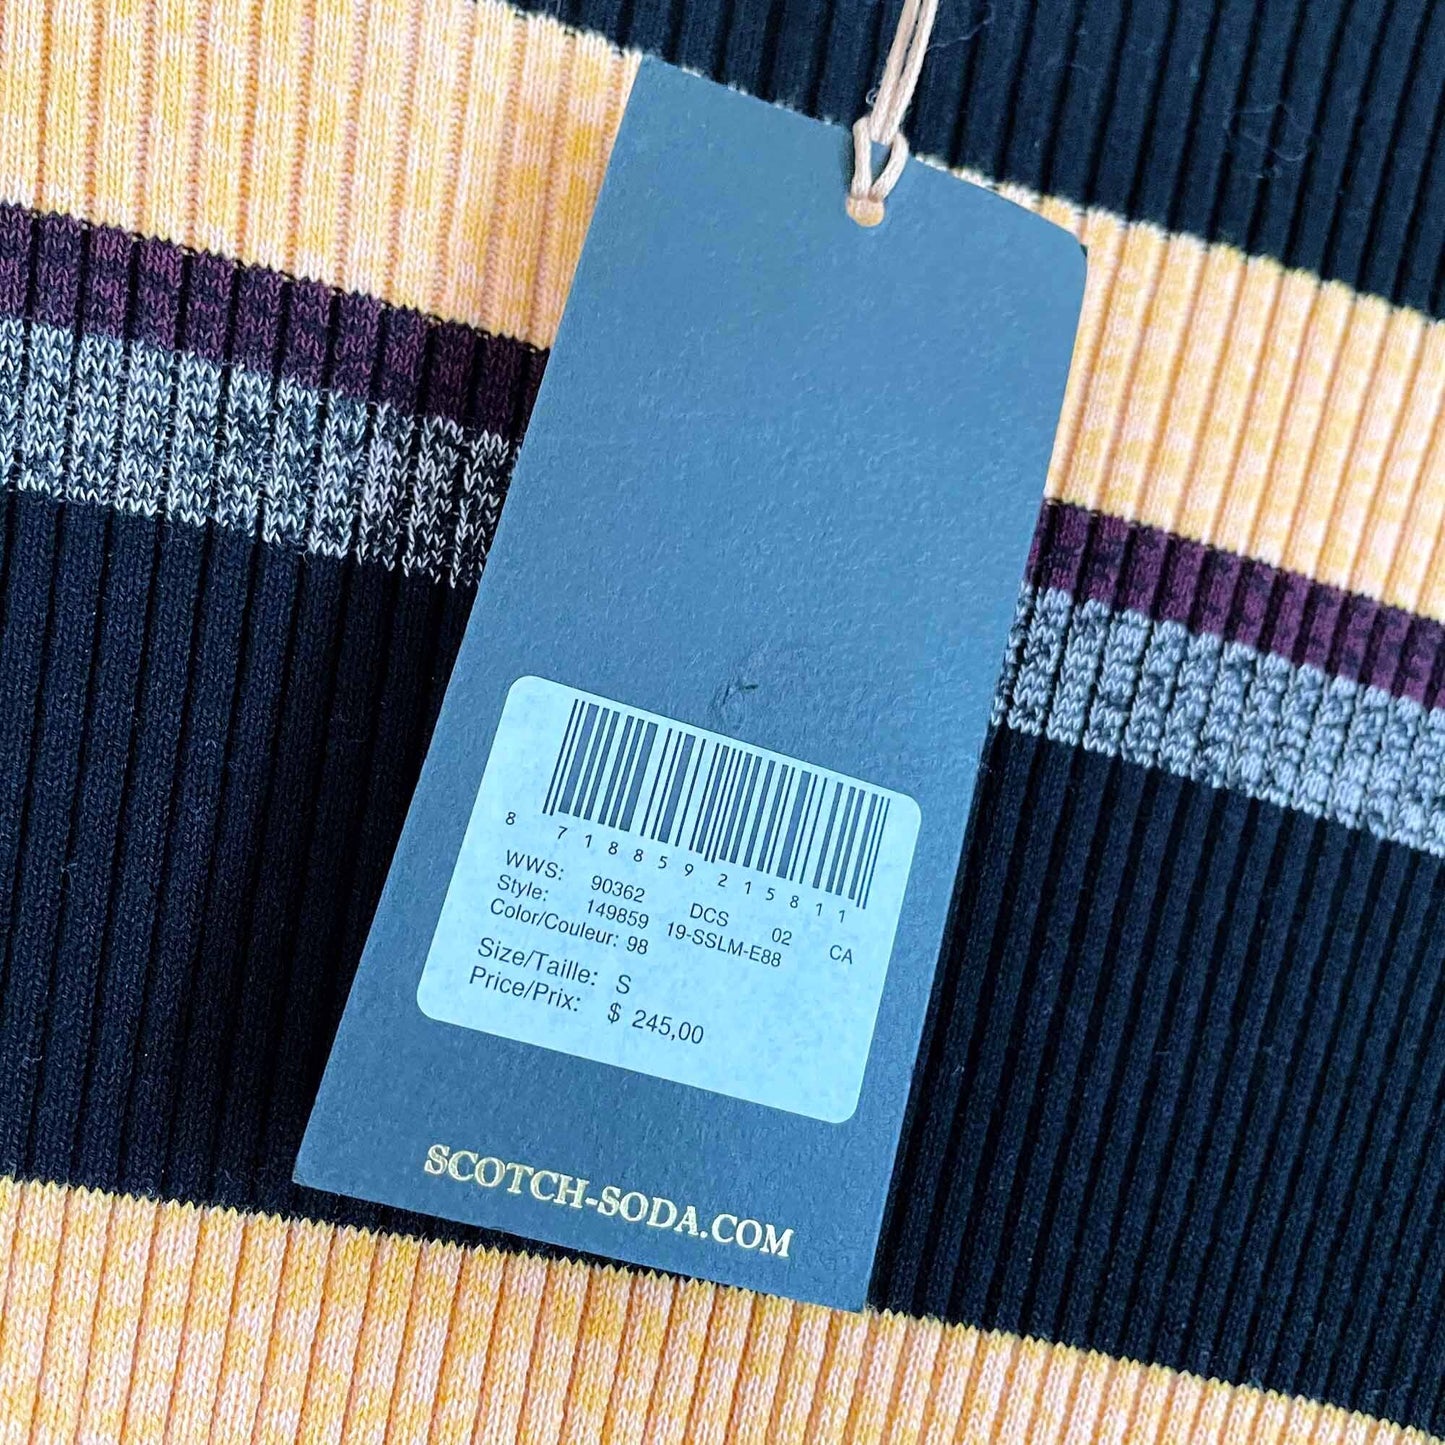 8 718859 215811
WWS: 90362 DCS 02 CA
Style: 149859 19-SSLM-E88
Color/Couleur: 98
Size/Taille: S
Price/Prix: $ 245,00
SCOTCH-SODA.COM